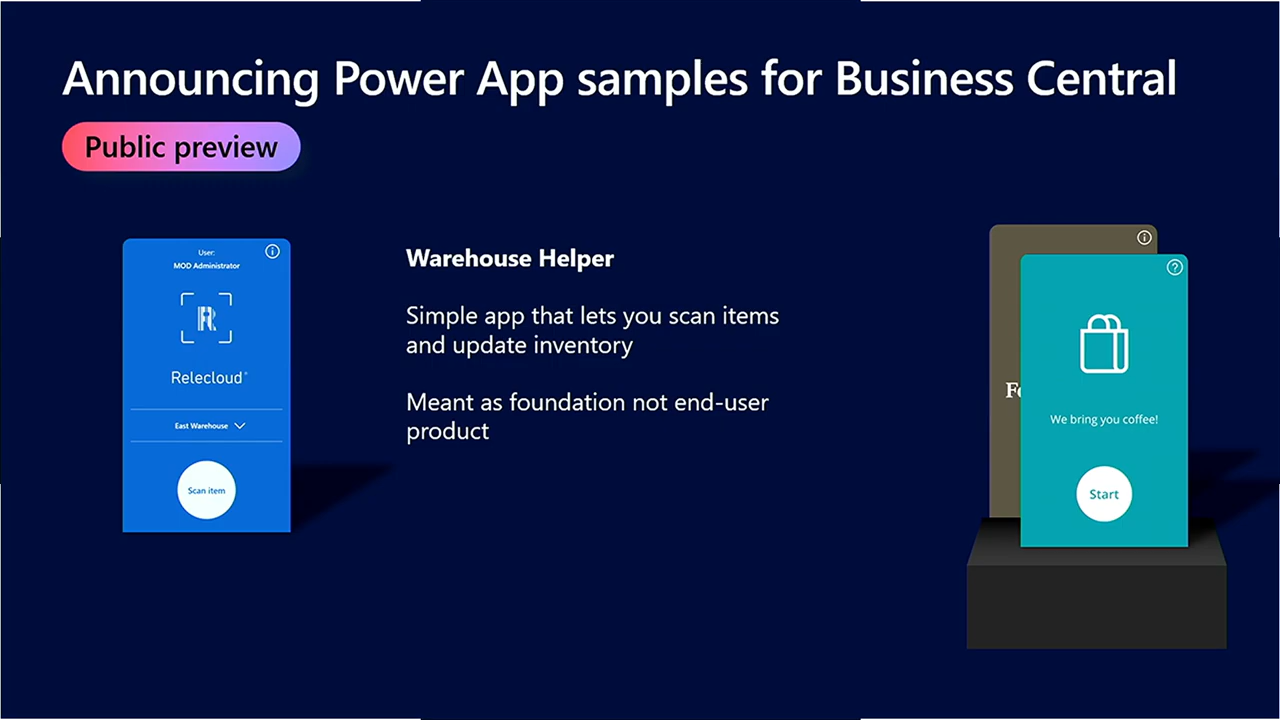 Announcing Power App samples for Business Central
Public preview
User:
MOD Administrator
R
Relecloud
East Warehouse
Scan item
Warehouse Helper
Simple app that lets you scan items
and update inventory
Meant as foundation not end-user
product
We bring you coffee!
Start